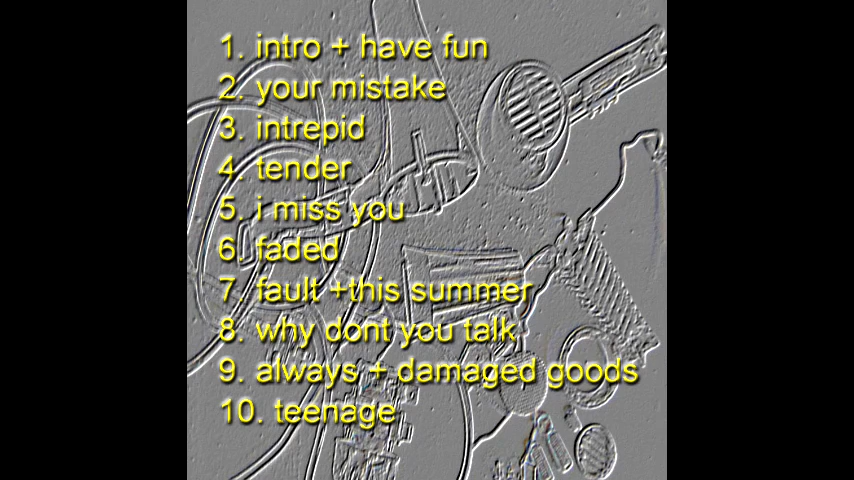 1. intro + have fun
2. your mistake
3. intrepid
4. tender
5. i miss you
6. faded
7. fault +this summer
8. why dont you talk
9. always + damaged goods
10. teenage